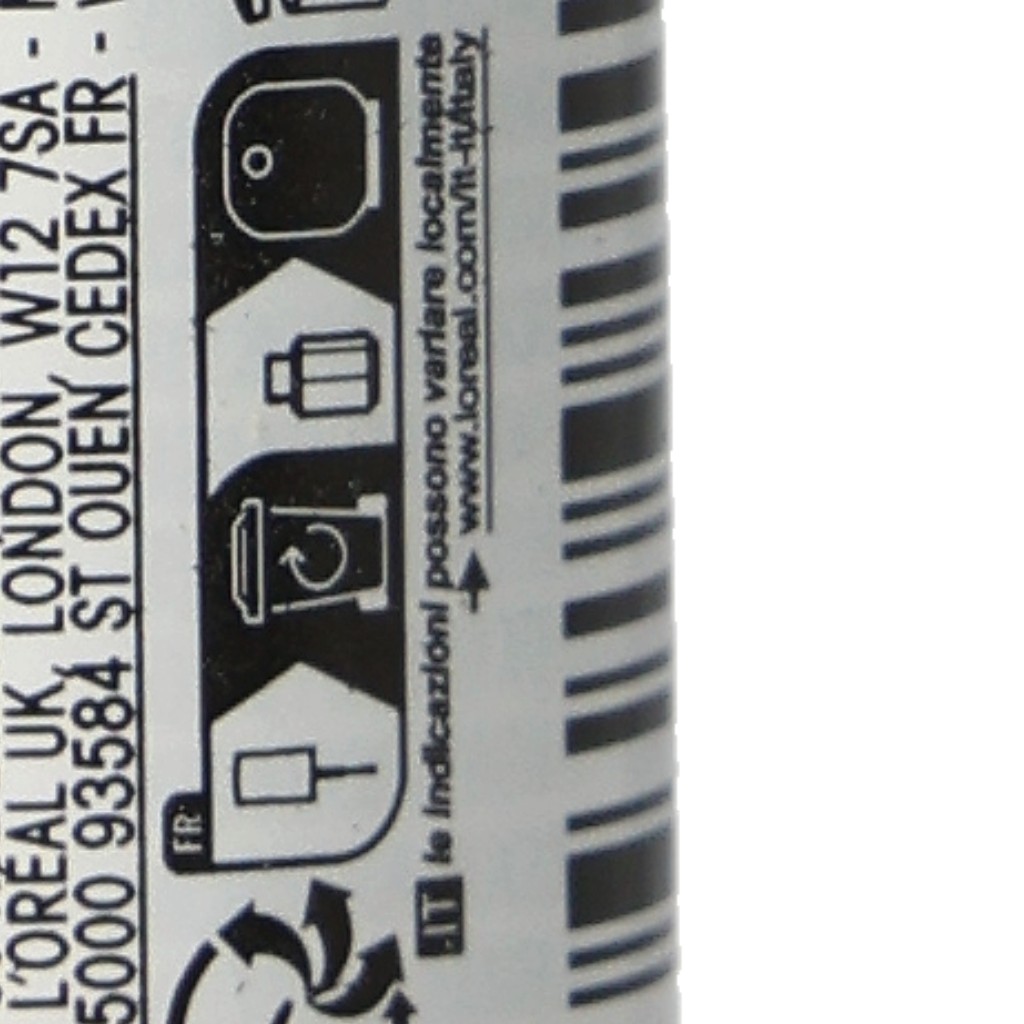 L'ORÉAL UK, LONDON, W12 7SA -
5000 93584 ST OUEN CEDEX FR -
FR
IT le indicazioni possono variare localmente
www.loreal.com/it-it/italy